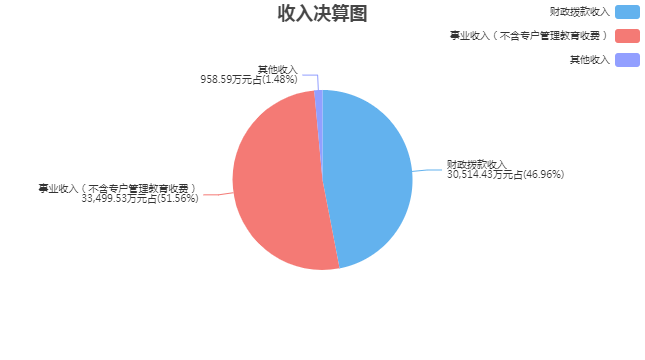 收入决算图
财政拨款收入
事业收入（不含专户管理教育收费）
其他收入
其他收入
958.59万元占(1.48%)
财政拨款收入
30,514.43万元占(46.96%)
事业收入（不含专户管理教育收费）
33,499.53万元占(51.56%)